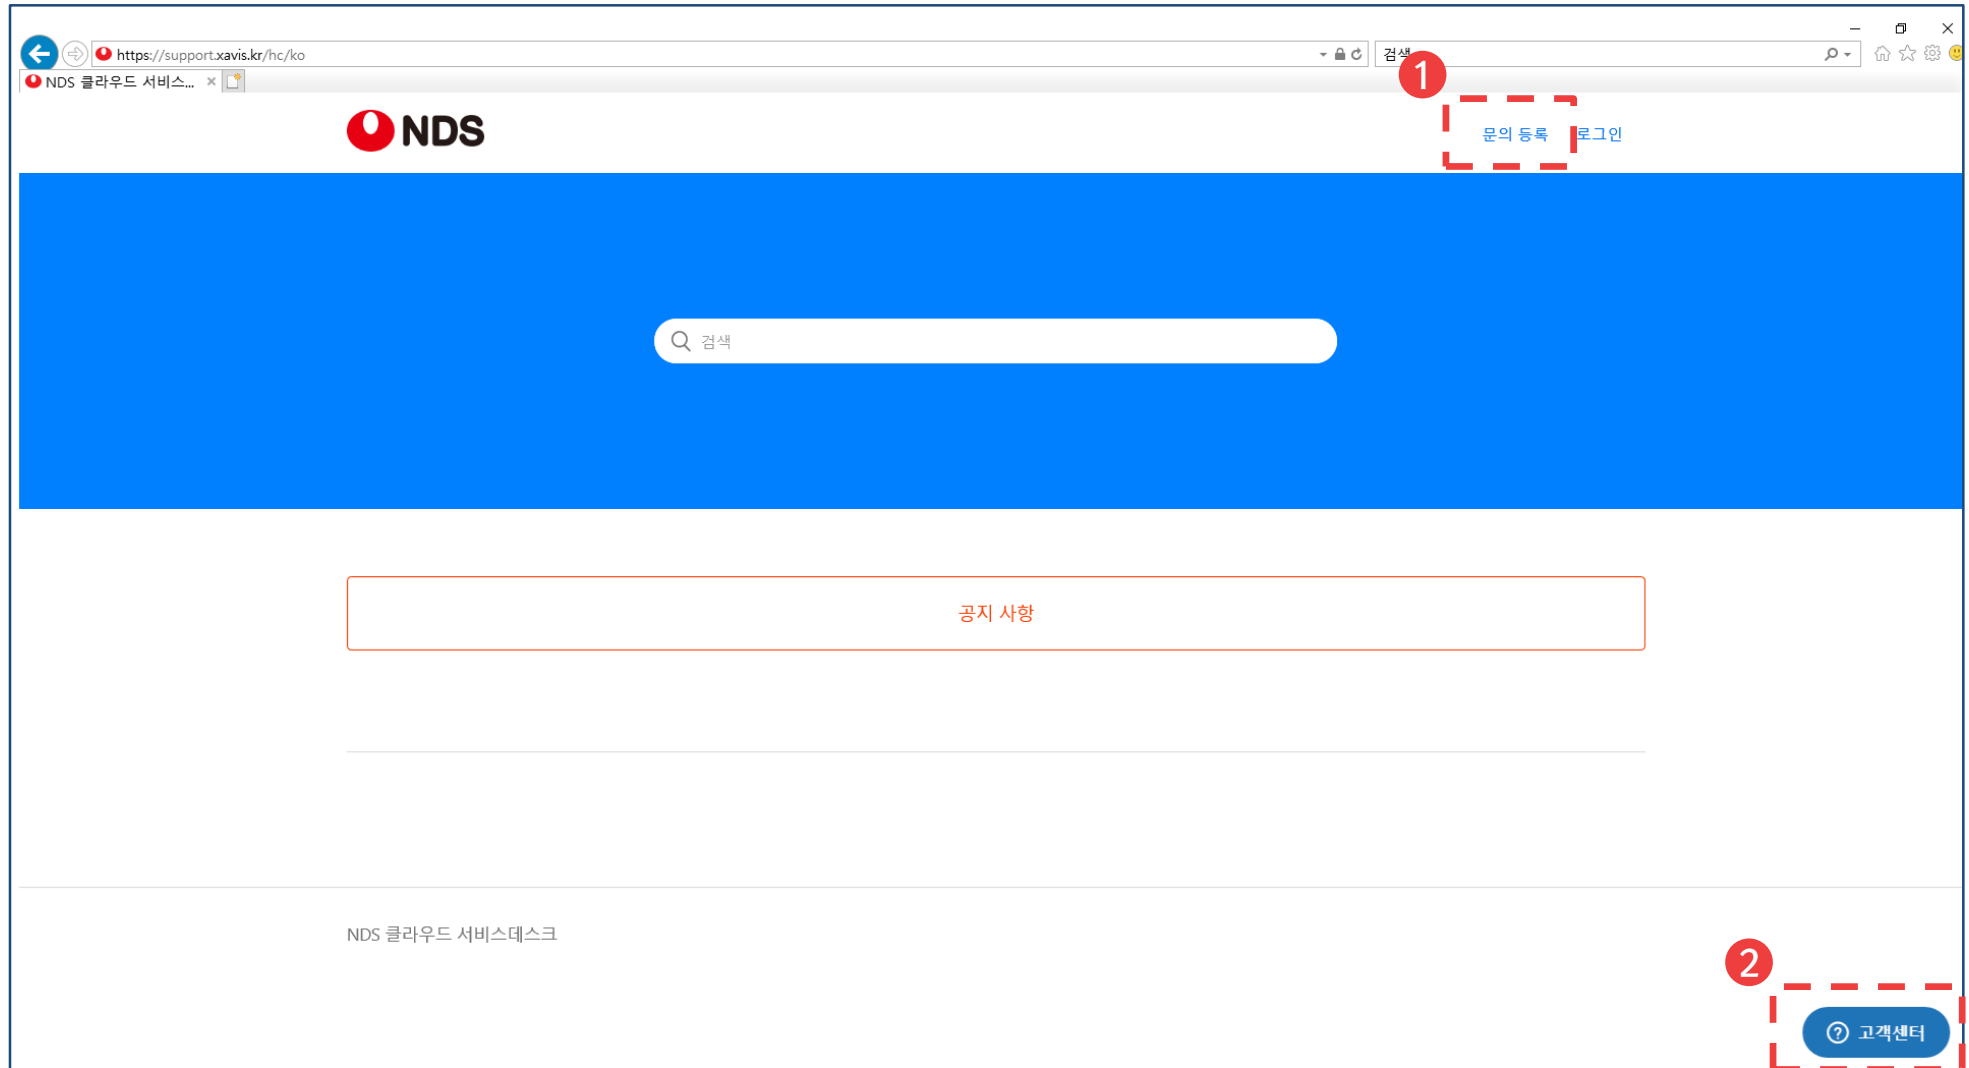 https://support.xavis.kr/hc/ko
검색
NDS 클라우드 서비스...
1
NDS
문의 등록
로그인
검색
공지 사항
NDS 클라우드 서비스데스크
2
고객센터